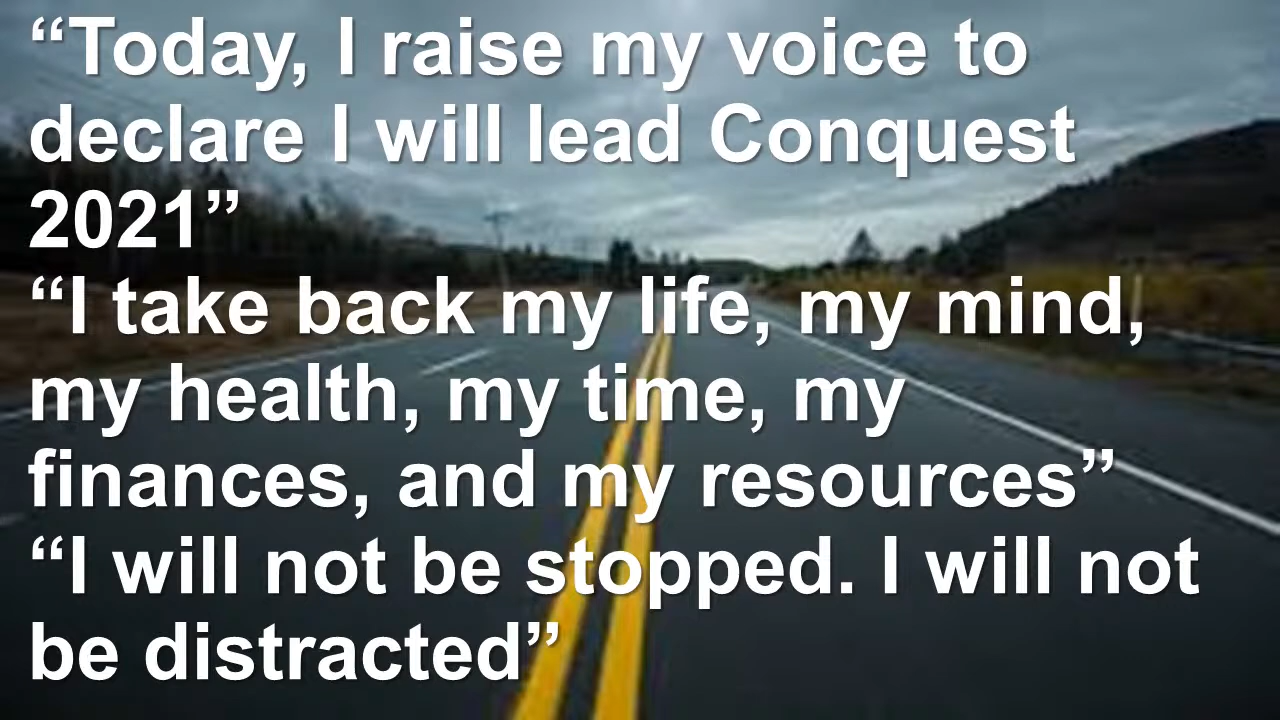 “Today, I raise my voice to
declare I will lead Conquest
2021”
“I take back my life, my mind,
my health, my time, my
finances, and my resources”
“I will not be stopped. I will not
be distracted”